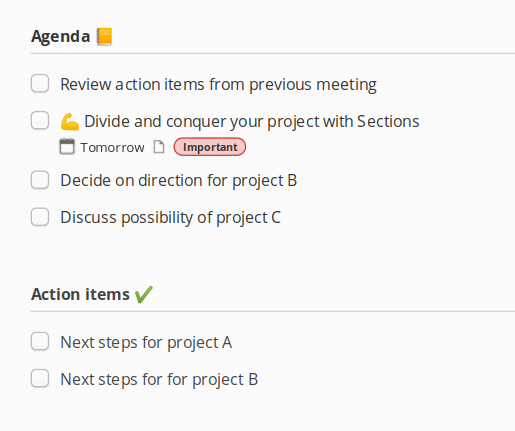 Agenda 📒
Review action items from previous meeting
💪 Divide and conquer your project with Sections
Tomorrow Important
Decide on direction for project B
Discuss possibility of project C
Action items ✔
Next steps for project A
Next steps for for project B